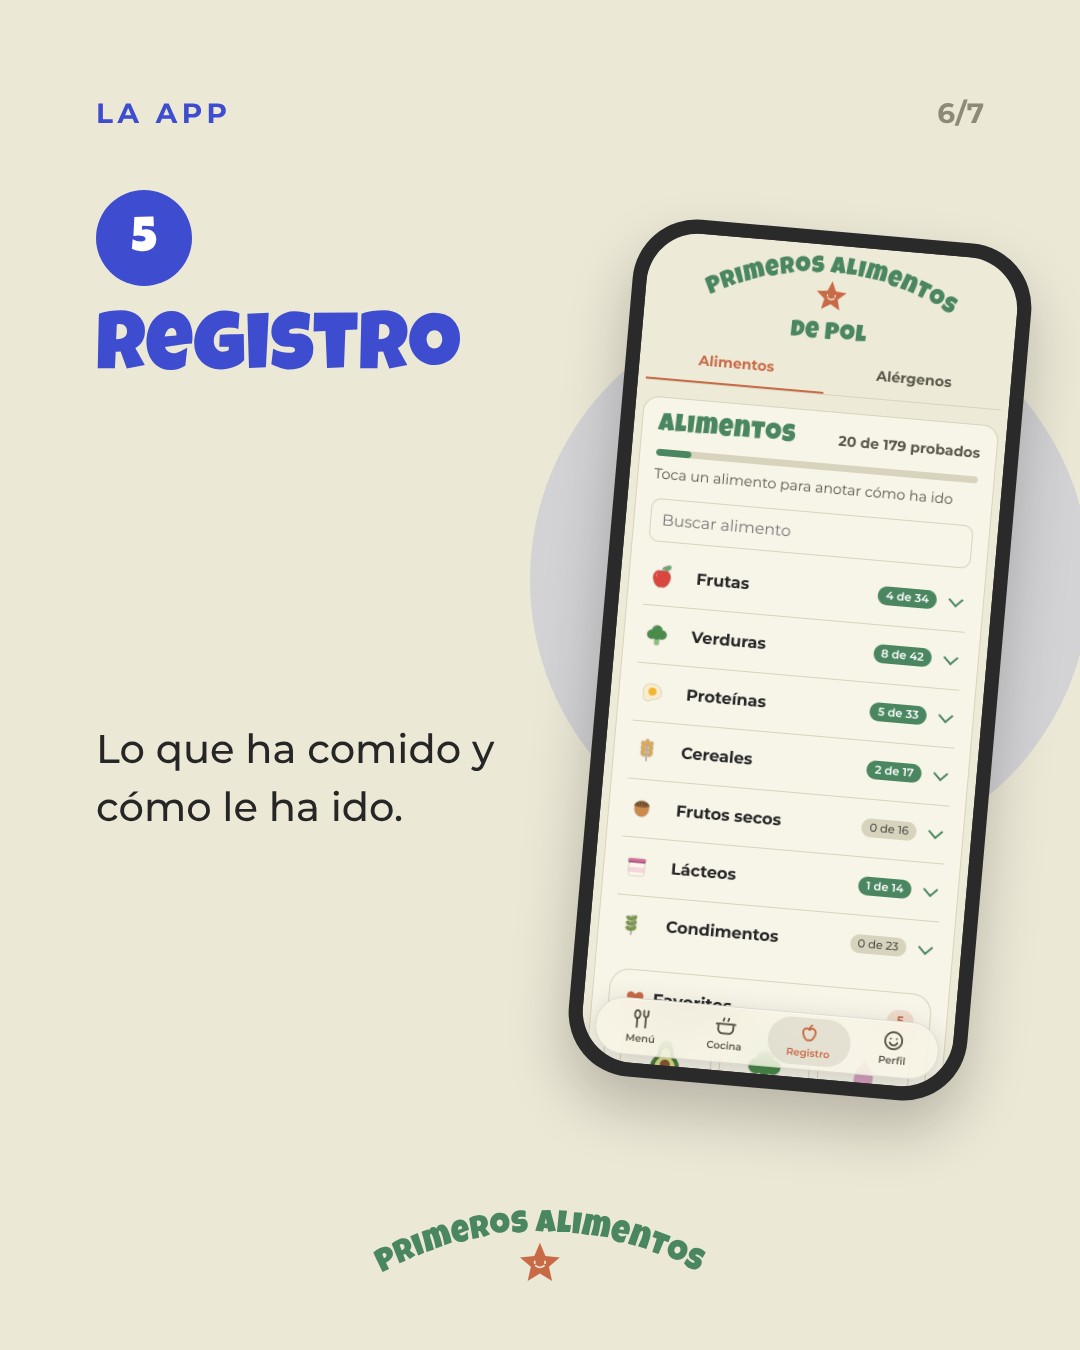 LA APP
6/7
5
REGISTRO
PRIMEROS ALIMENTOS
DE POL
Alimentos
Alérgenos
ALIMENTOS
20 de 179 probados
Toca un alimento para anotar cómo ha ido
Buscar alimento
Frutas
4 de 34
Verduras
8 de 42
Proteínas
5 de 33
Cereales
2 de 17
Frutos secos
0 de 16
Lácteos
1 de 14
Condimentos
0 de 23
Favoritos
5
Menú
Cocina
Registro
Perfil
Lo que ha comido y
cómo le ha ido.
PRIMEROS ALIMENTOS